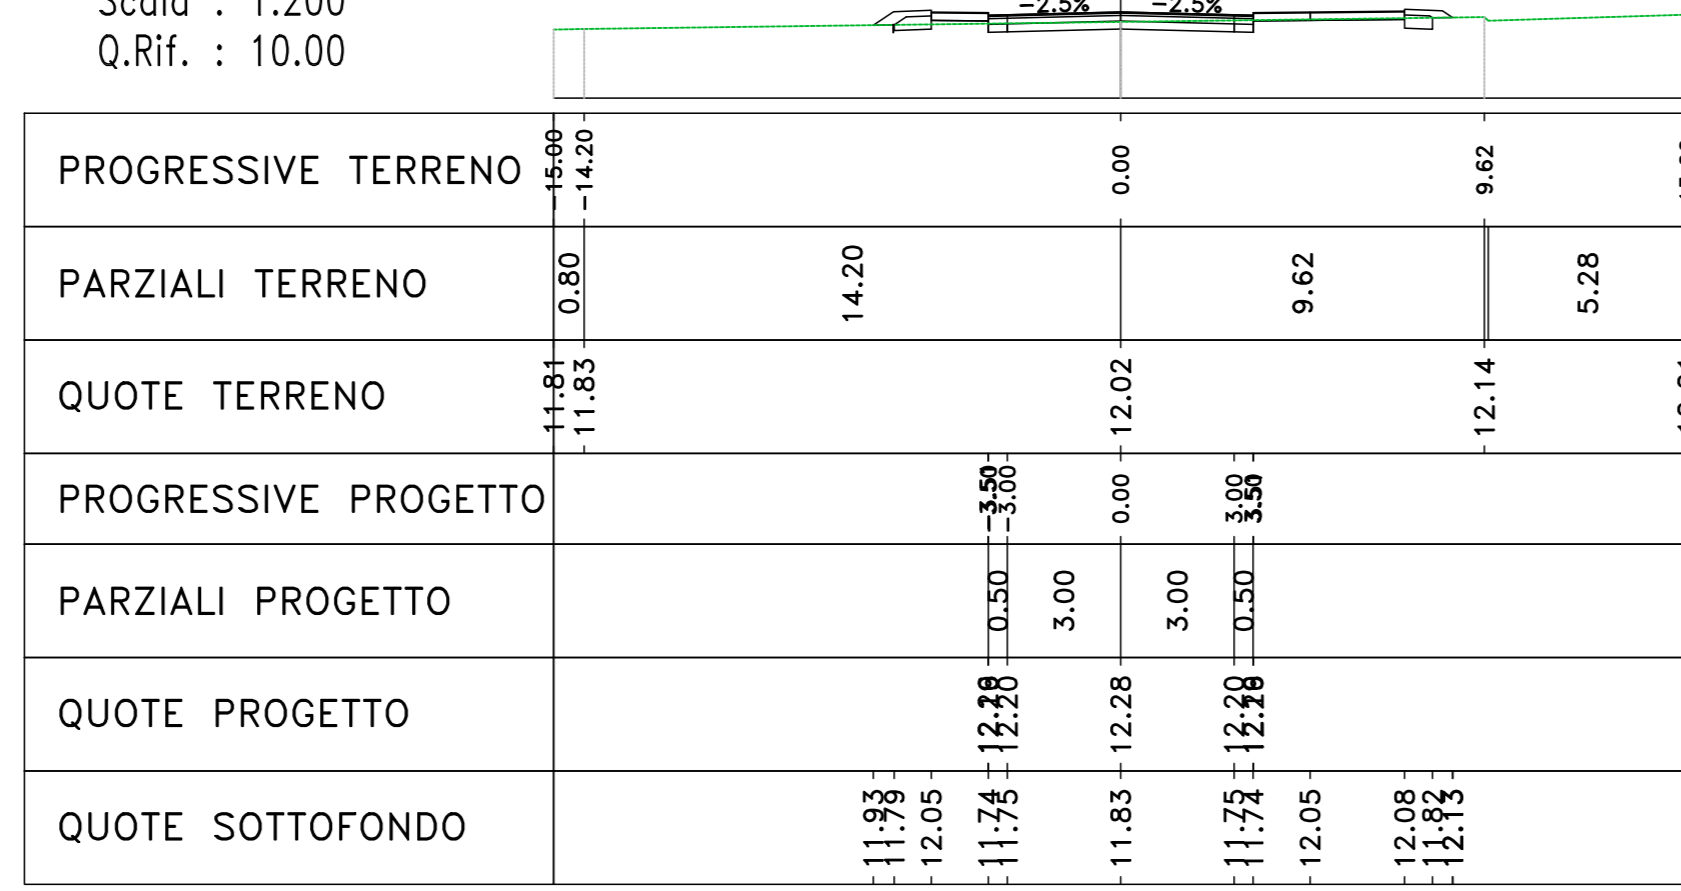 Scala : 1:200
Q.Rif. : 10.00
-2.5% -2.5%
PROGRESSIVE TERRENO -15.00 -14.20 0.00 9.62
PARZIALI TERRENO 0.80 14.20 9.62 5.28
QUOTE TERRENO 11.81 11.83 12.02 12.14
PROGRESSIVE PROGETTO -3.50 -3.00 0.00 3.00 3.50
PARZIALI PROGETTO 0.50 3.00 3.00 0.50
QUOTE PROGETTO 12.20 12.28 12.20
QUOTE SOTTOFONDO 11.93 11.79 12.05 11.74 11.75 11.83 11.75 11.74 12.05 12.08 11.82 12.13